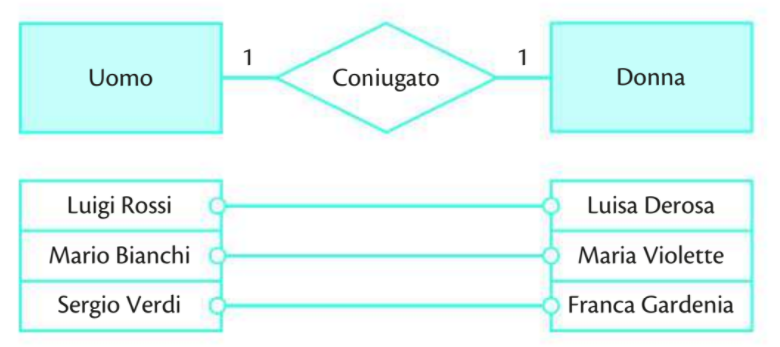 Uomo 1 Coniugato 1 Donna
Luigi Rossi Luisa Derosa
Mario Bianchi Maria Violette
Sergio Verdi Franca Gardenia